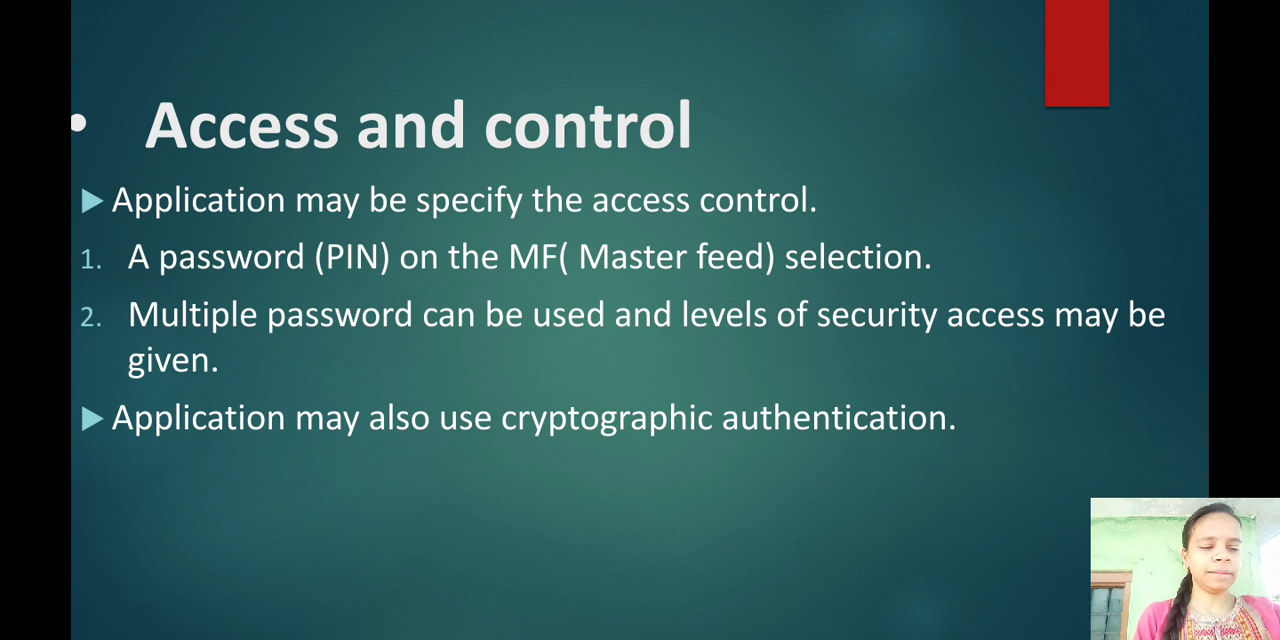 • Access and control
Application may be specify the access control.
1. A password (PIN) on the MF( Master feed) selection.
2. Multiple password can be used and levels of security access may be
given.
Application may also use cryptographic authentication.